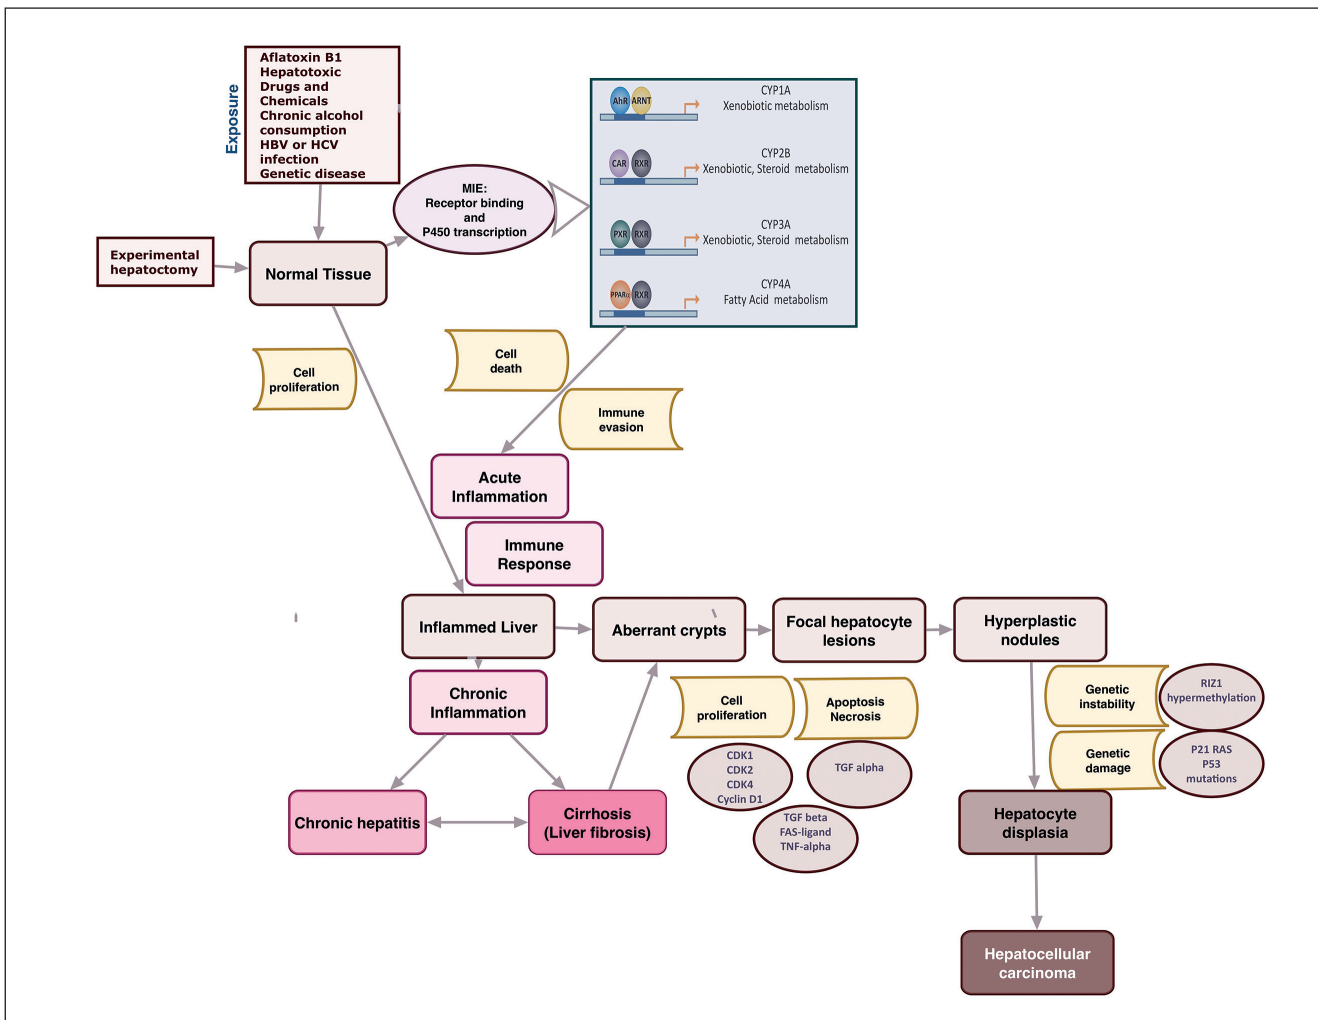 Exposure
Aflatoxin B1
Hepatotoxic
Drugs and
Chemicals
Chronic alcohol
consumption
HBV or HCV
infection
Genetic disease
Experimental
hepatoctomy
Normal Tissue
MIE:
Receptor binding
and
P450 transcription
AhR ARNT
CYP1A
Xenobiotic metabolism
CAR RXR
CYP2B
Xenobiotic, Steroid metabolism
PXR RXR
CYP3A
Xenobiotic, Steroid metabolism
PPARα RXR
CYP4A
Fatty Acid metabolism
Cell
proliferation
Cell
death
Immune
evasion
Acute
Inflammation
Immune
Response
Inflammed Liver
Aberrant crypts
Focal hepatocyte
lesions
Hyperplastic
nodules
Chronic
Inflammation
Chronic hepatitis
Cirrhosis
(Liver fibrosis)
Cell
proliferation
Apoptosis
Necrosis
CDK1
CDK2
CDK4
Cyclin D1
TGF alpha
TGF beta
FAS-ligand
TNF-alpha
Genetic
instability
RIZ1
hypermethylation
Genetic
damage
P21 RAS
P53
mutations
Hepatocyte
displasia
Hepatocellular
carcinoma